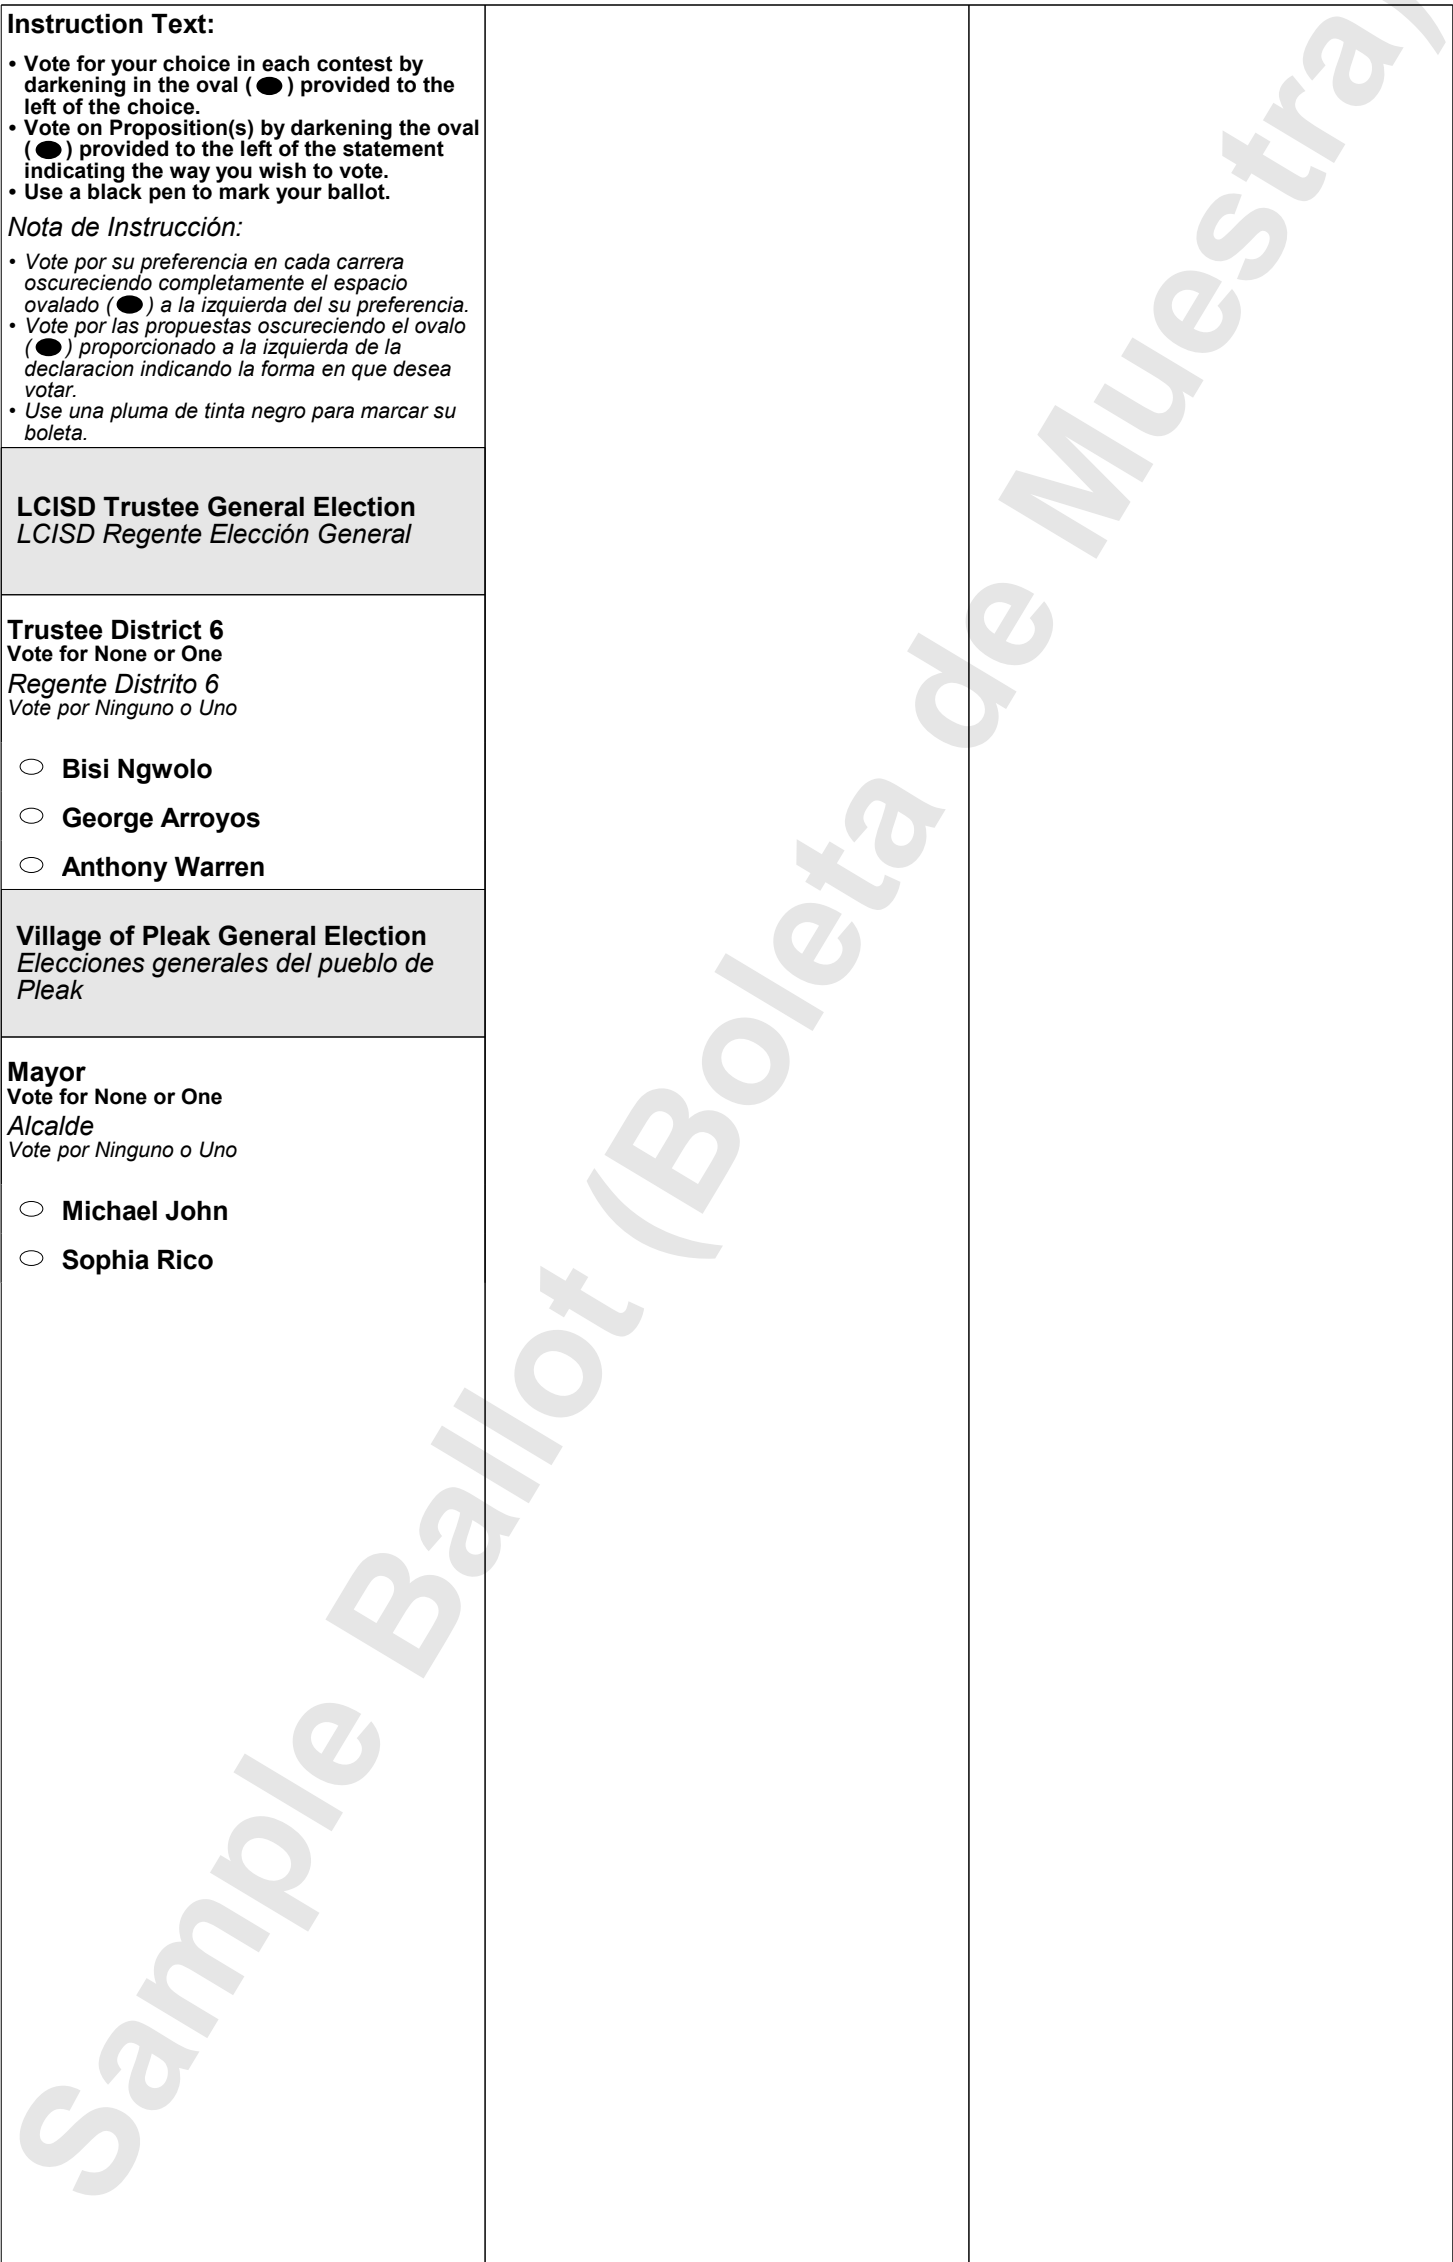 Instruction Text:
• Vote for your choice in each contest by
darkening in the oval ( ) provided to the
left of the choice.
• Vote on Proposition(s) by darkening the oval
( ) provided to the left of the statement
indicating the way you wish to vote.
• Use a black pen to mark your ballot.
Nota de Instrucción:
• Vote por su preferencia en cada carrera
oscureciendo completamente el espacio
ovalado ( ) a la izquierda del su preferencia.
• Vote por las propuestas oscureciendo el ovalo
( ) proporcionado a la izquierda de la
declaracion indicando la forma en que desea
votar.
• Use una pluma de tinta negro para marcar su
boleta.
LCISD Trustee General Election
LCISD Regente Elección General
Trustee District 6
Vote for None or One
Regente Distrito 6
Vote por Ninguno o Uno
Bisi Ngwolo
George Arroyos
Anthony Warren
Village of Pleak General Election
Elecciones generales del pueblo de
Pleak
Mayor
Vote for None or One
Alcalde
Vote por Ninguno o Uno
Michael John
Sophia Rico
Sample Ballot (Boleta de Muestra)